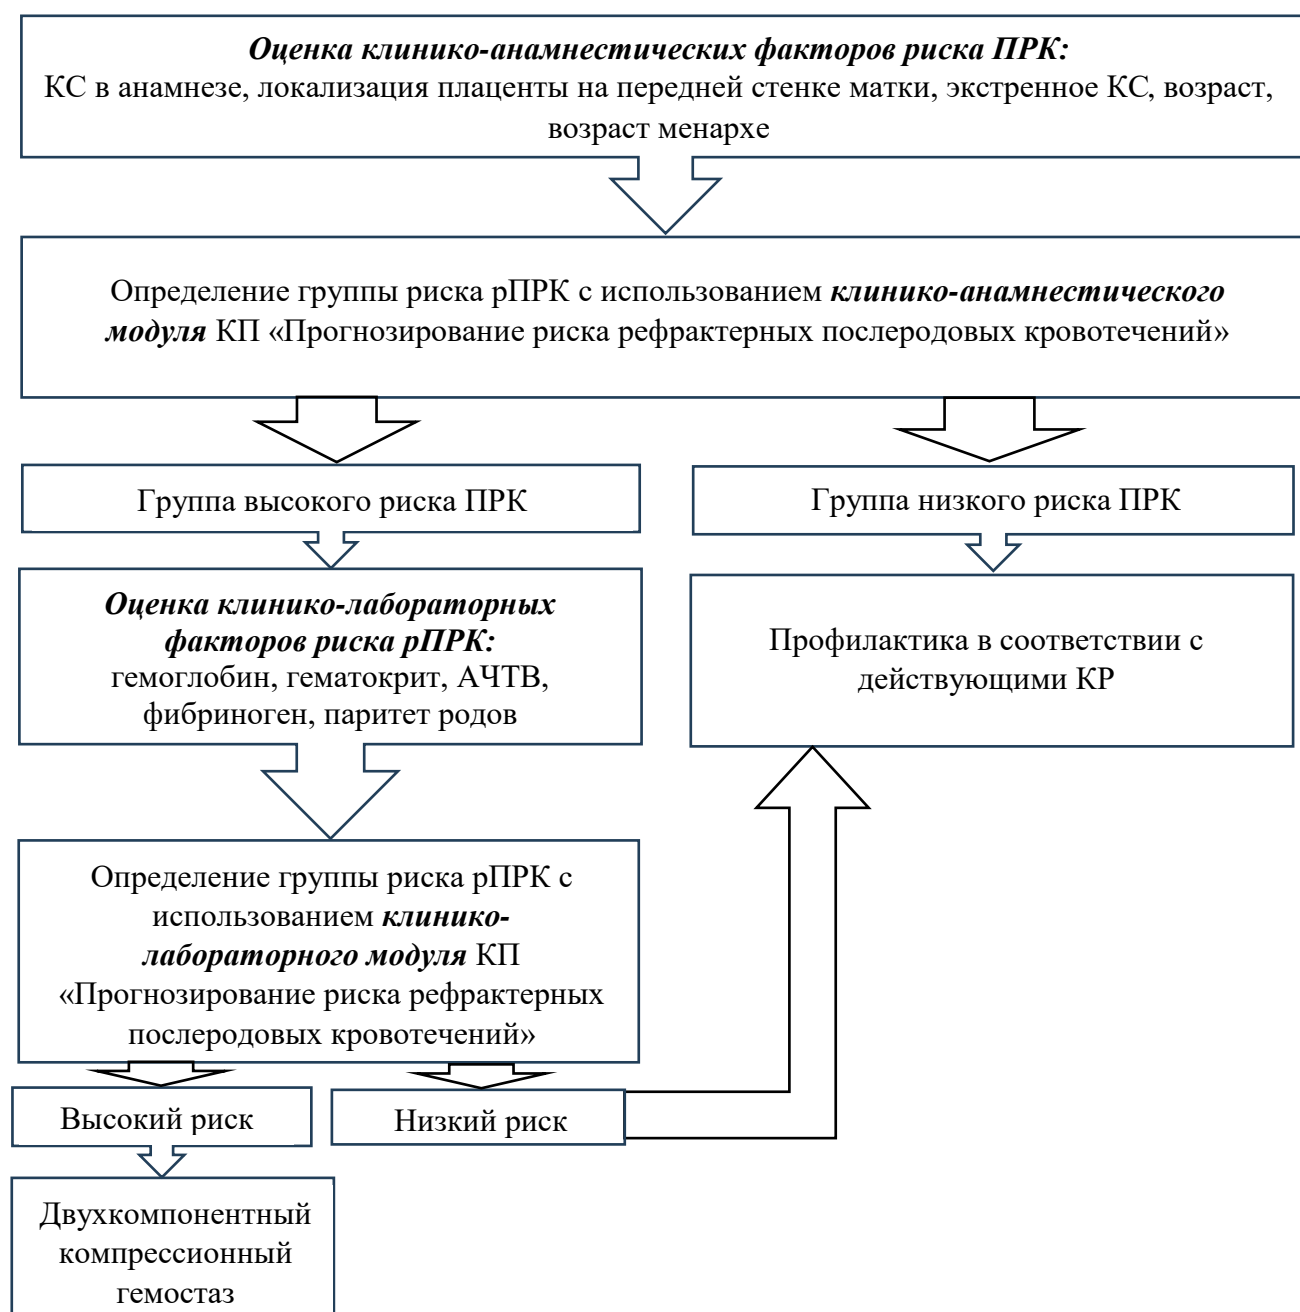 Оценка клинико-анамнестических факторов риска ПРК:
КС в анамнезе, локализация плаценты на передней стенке матки, экстренное КС, возраст,
возраст менархе
Определение группы риска рПРК с использованием клинико-анамнестического
модуля КП «Прогнозирование риска рефрактерных послеродовых кровотечений»
Группа высокого риска ПРК
Группа низкого риска ПРК
Оценка клинико-лабораторных
факторов риска рПРК:
гемоглобин, гематокрит, АЧТВ,
фибриноген, паритет родов
Профилактика в соответствии с
действующими КР
Определение группы риска рПРК с
использованием клинико-
лабораторного модуля КП
«Прогнозирование риска рефрактерных
послеродовых кровотечений»
Высокий риск
Низкий риск
Двухкомпонентный
компрессионный
гемостаз